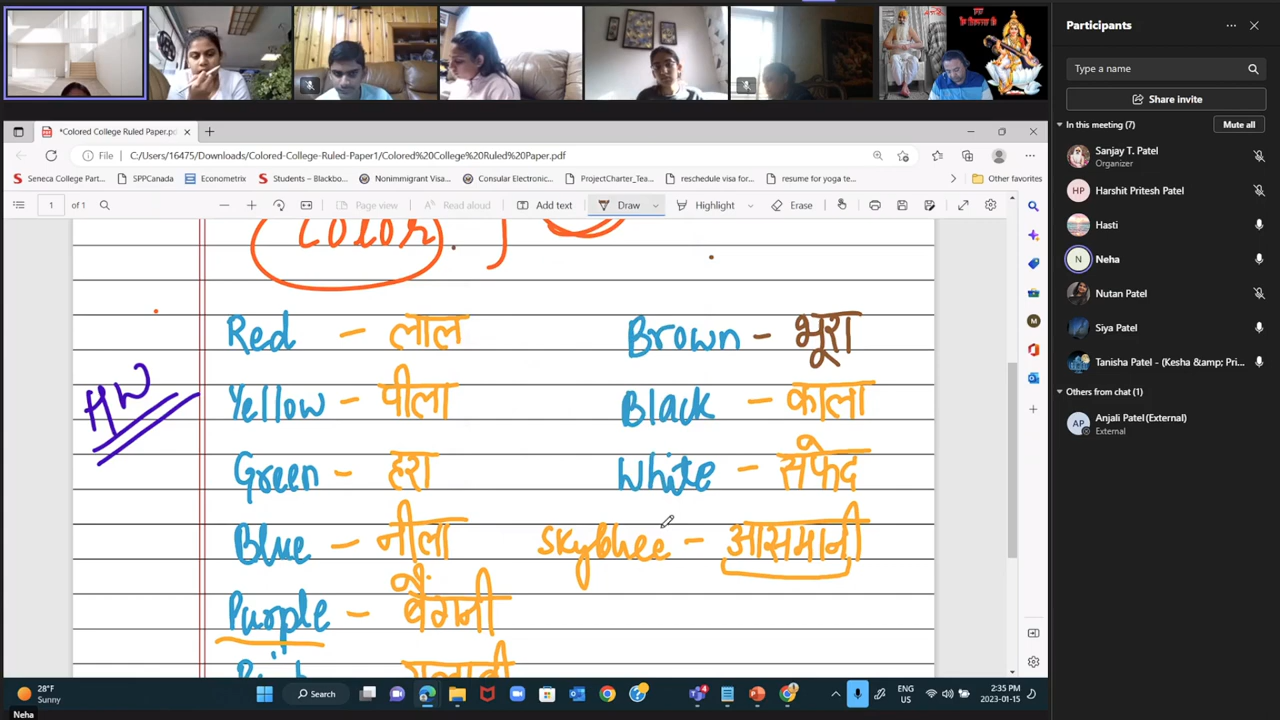 *Colored College Ruled Paper.pd
File C:/Users/16475/Downloads/Colored-College-Ruled-Paper1/Colored%20College%20Ruled%20Paper.pdf
Seneca College Part... SPPCanada Econometrix Students – Blackbo... Nonimmigrant Visa... Consular Electronic... ProjectCharter_Tea... reschedule visa for... resume for yoga te... Other favorites
1 of 1 Page view Read aloud Add text Draw Highlight Erase
Color
Red – लाल
Brown – भूरा
HW
Yellow – पीला
Black – काला
Green – हरा
White – सफेद
Blue – नीला
Skyblue – आसमानी
Purple – बैंगनी
Participants
Type a name
Share invite
In this meeting (7)
Mute all
Sanjay T. Patel
Organizer
HP
Harshit Pritesh Patel
Hasti
N
Neha
Nutan Patel
Siya Patel
Tanisha Patel - (Kesha &amp; Pri...
Others from chat (1)
AP
Anjali Patel (External)
External
28°F
Sunny
Search
ENG
US
2:35 PM
2023-01-15
Neha